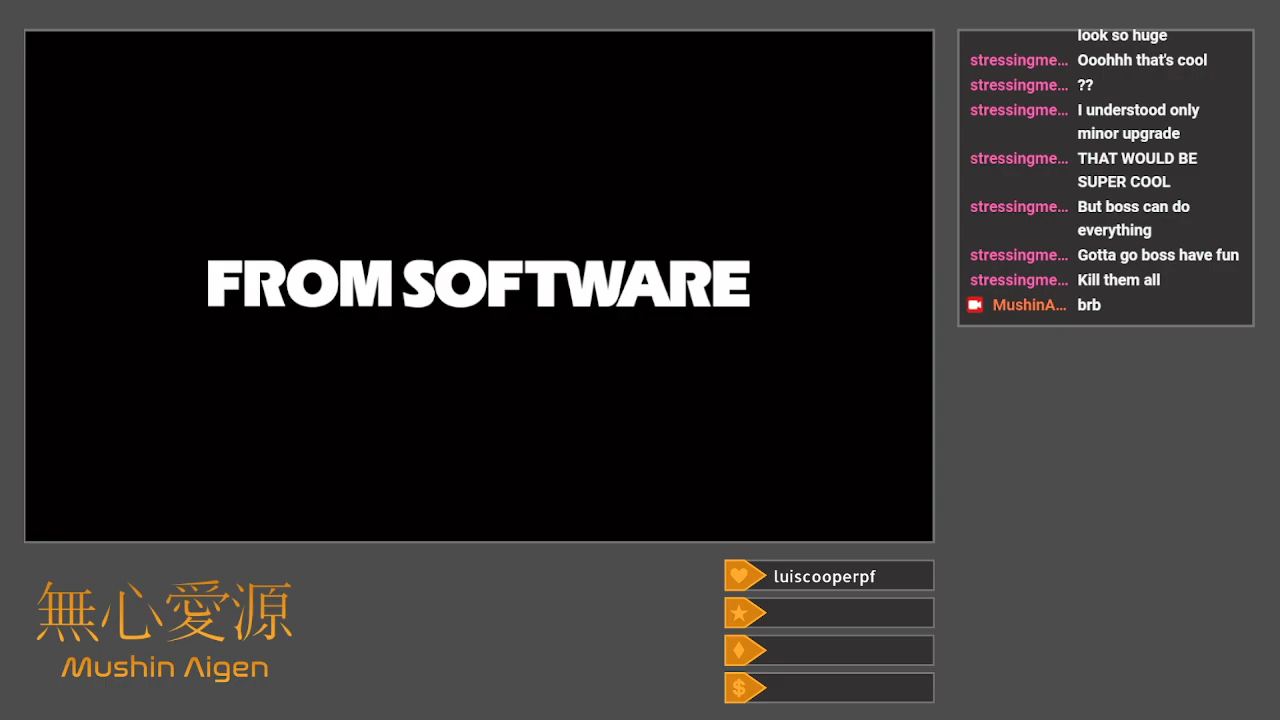 FROM SOFTWARE
look so huge
stressingme... Ooohhh that's cool
stressingme... ??
stressingme... I understood only
minor upgrade
stressingme... THAT WOULD BE
SUPER COOL
stressingme... But boss can do
everything
stressingme... Gotta go boss have fun
stressingme... Kill them all
MushinA... brb
luiscooperpf
$
無心愛源
Mushin Aigen